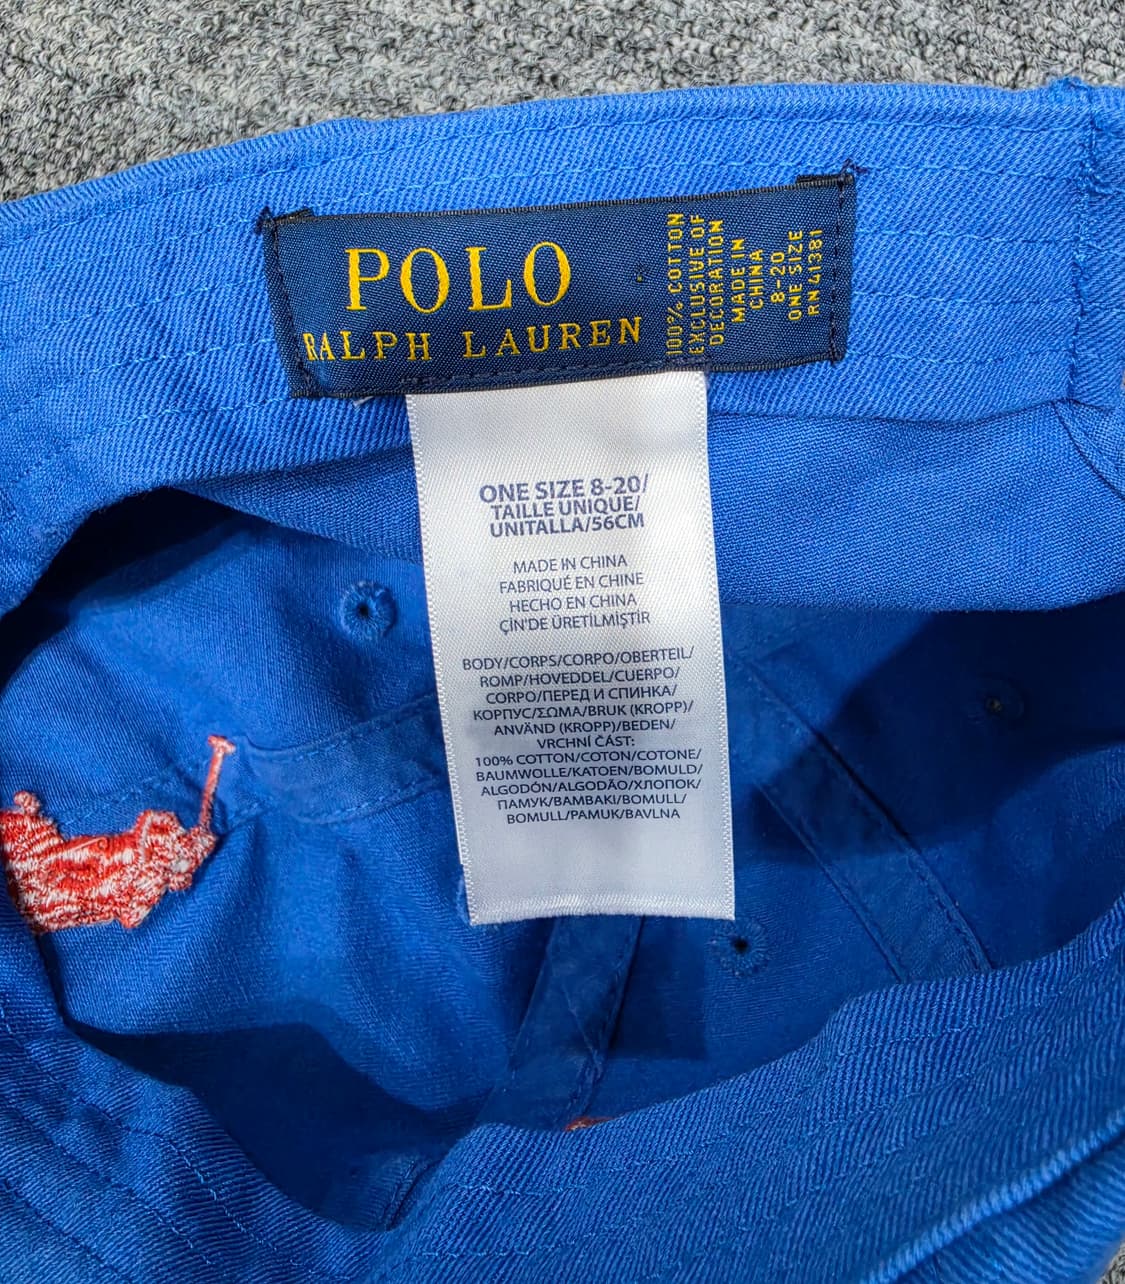 POLO
RALPH LAUREN
100% COTTON
EXCLUSIVE OF
DECORATION
MADE IN
CHINA
8-20
ONE SIZE
RN 41381
ONE SIZE 8-20/
TAILLE UNIQUE/
UNITALLA/56CM
MADE IN CHINA
FABRIQUÉ EN CHINE
HECHO EN CHINA
ÇİN'DE ÜRETİLMİŞTİR
BODY/CORPS/CORPO/OBERTEIL/
ROMP/HOVEDDEL/CUERPO/
CORPO/ПЕРЕД И СПИНКА/
КОРПУС/ΣΩΜΑ/BRUK (KROPP)/
ANVÄND (KROPP)/BEDEN/
VRCHNÍ ČÁST:
100% COTTON/COTON/COTONE/
BAUMWOLLE/KATOEN/BOMULD/
ALGODÓN/ALGODÃO/ХЛОПОК/
ПАМУК/ΒΑΜΒΑΚΙ/BOMULL/
BOMULL/PAMUK/BAVLNA